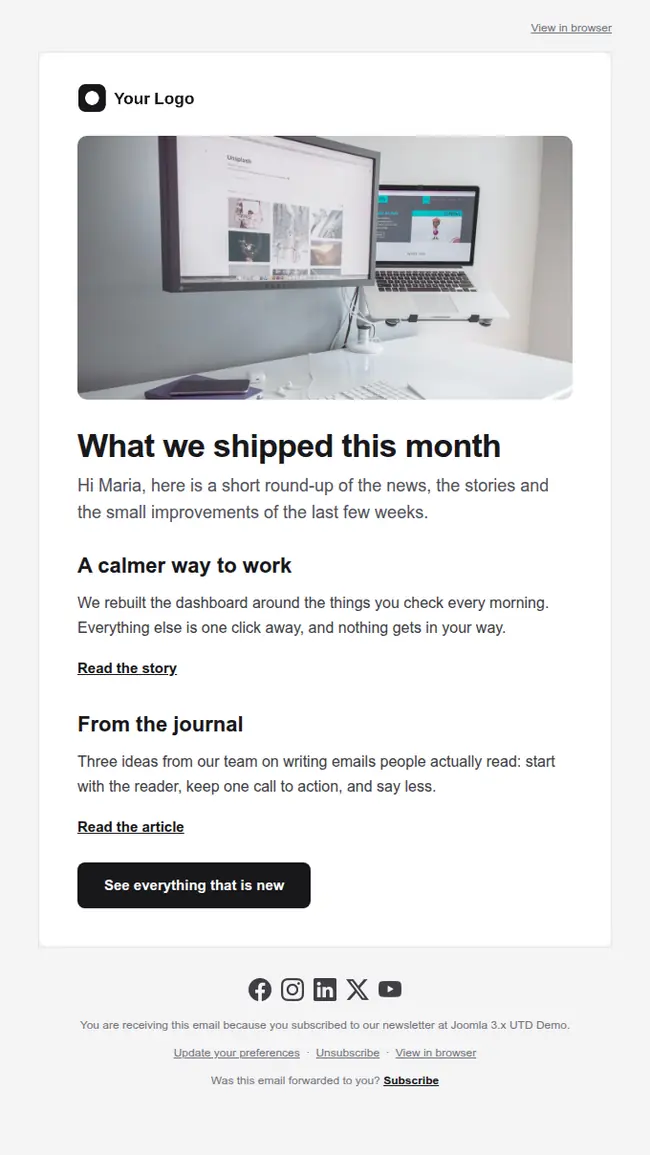 View in browser
Your Logo
Unsplash
What we shipped this month
Hi Maria, here is a short round-up of the news, the stories and
the small improvements of the last few weeks.
A calmer way to work
We rebuilt the dashboard around the things you check every morning.
Everything else is one click away, and nothing gets in your way.
Read the story
From the journal
Three ideas from our team on writing emails people actually read: start
with the reader, keep one call to action, and say less.
Read the article
See everything that is new
You are receiving this email because you subscribed to our newsletter at Joomla 3.x UTD Demo.
Update your preferences · Unsubscribe · View in browser
Was this email forwarded to you? Subscribe